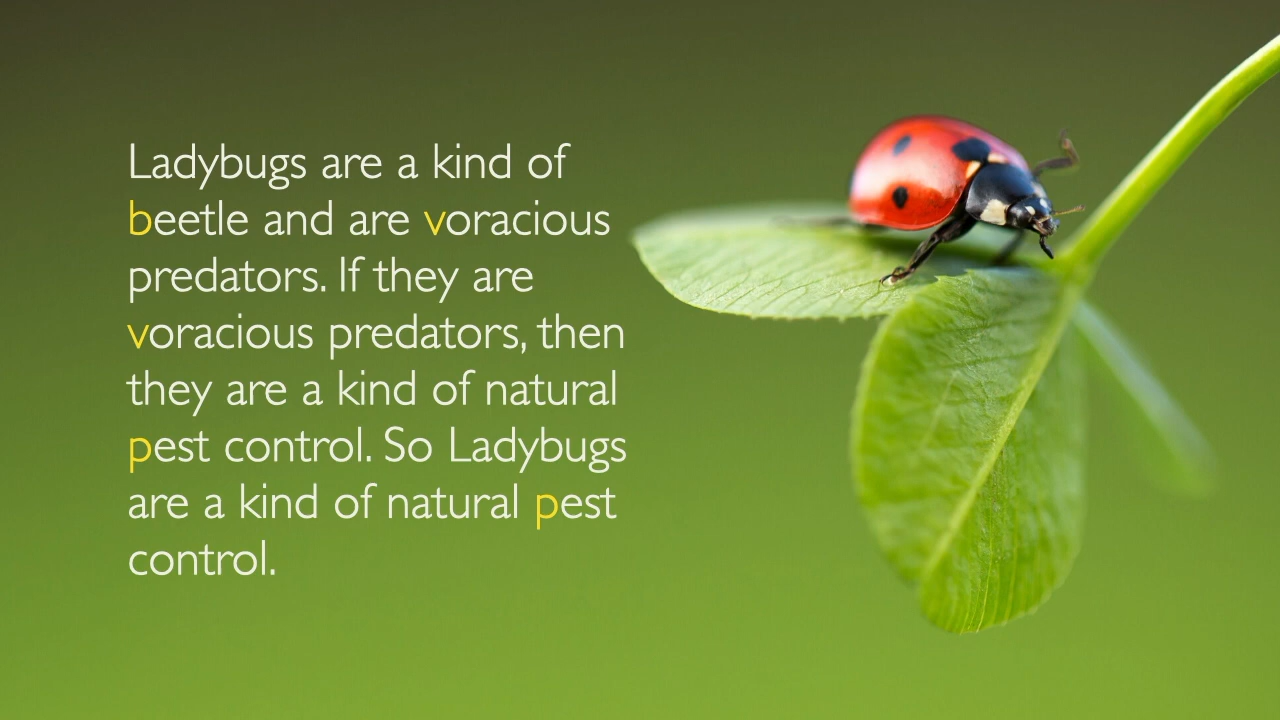 Ladybugs are a kind of
beetle and are voracious
predators. If they are
voracious predators, then
they are a kind of natural
pest control. So Ladybugs
are a kind of natural pest
control.